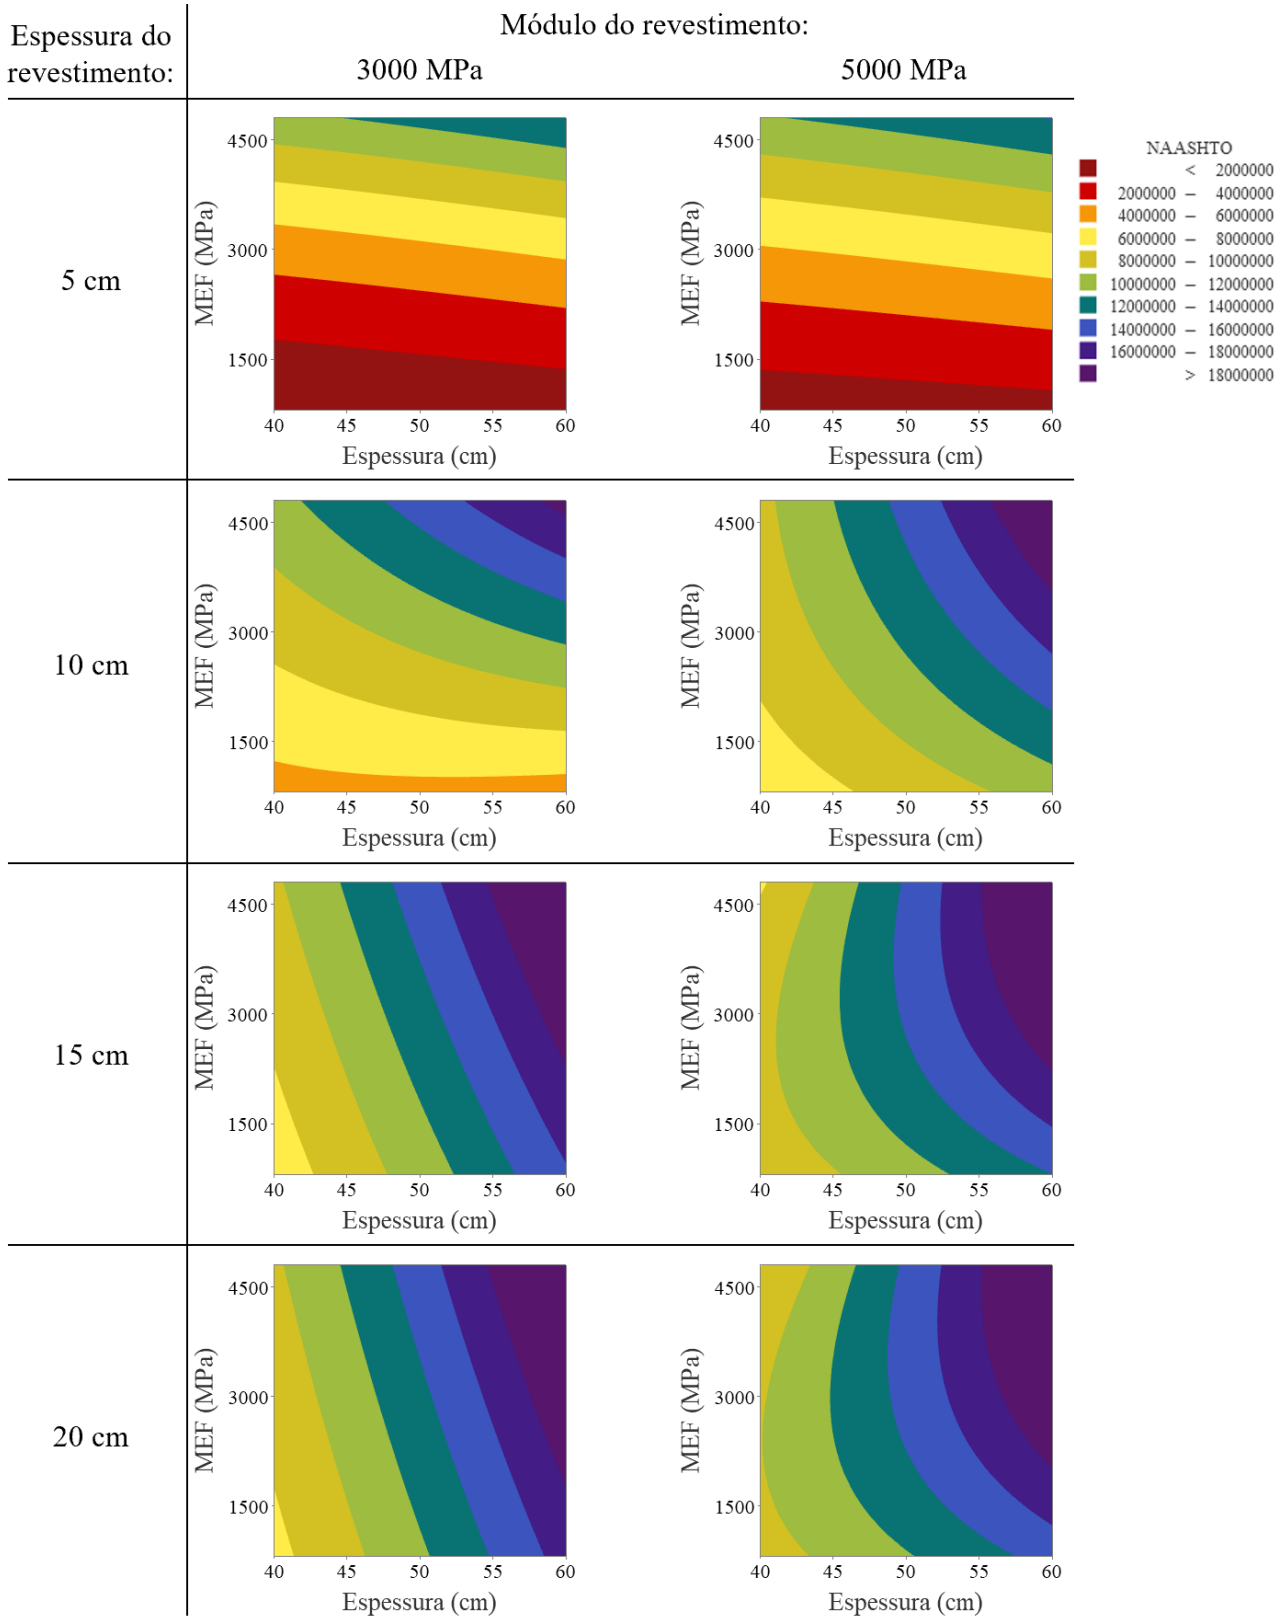 Espessura do
revestimento:
Módulo do revestimento:
3000 MPa
5000 MPa
5 cm
MEF (MPa)
4500
3000
1500
40 45 50 55 60
Espessura (cm)
MEF (MPa)
4500
3000
1500
40 45 50 55 60
Espessura (cm)
NAASHTO
< 2000000
2000000 – 4000000
4000000 – 6000000
6000000 – 8000000
8000000 – 10000000
10000000 – 12000000
12000000 – 14000000
14000000 – 16000000
16000000 – 18000000
> 18000000
10 cm
MEF (MPa)
4500
3000
1500
40 45 50 55 60
Espessura (cm)
MEF (MPa)
4500
3000
1500
40 45 50 55 60
Espessura (cm)
15 cm
MEF (MPa)
4500
3000
1500
40 45 50 55 60
Espessura (cm)
MEF (MPa)
4500
3000
1500
40 45 50 55 60
Espessura (cm)
20 cm
MEF (MPa)
4500
3000
1500
40 45 50 55 60
Espessura (cm)
MEF (MPa)
4500
3000
1500
40 45 50 55 60
Espessura (cm)